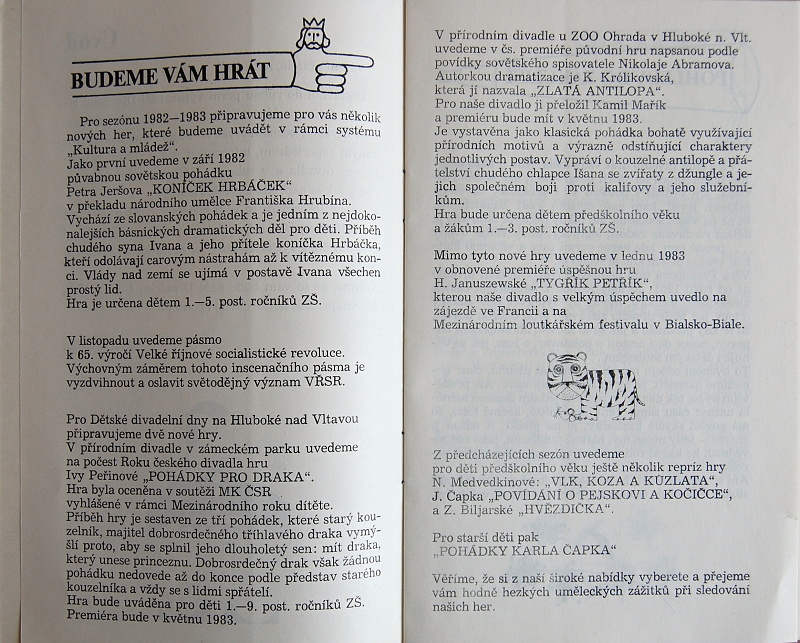 BUDEME VÁM HRÁT
Pro sezónu 1982—1983 připravujeme pro vás několik
nových her, které budeme uvádět v rámci systému
„Kultura a mládež“.
Jako první uvedeme v září 1982
půvabnou sovětskou pohádku
Petra Jeršova „KONÍČEK HRBÁČEK“
v překladu národního umělce Františka Hrubína.
Vychází ze slovanských pohádek a je jedním z nejdoko-
nalejších básnických dramatických děl pro děti. Příběh
chudého syna Ivana a jeho přítele koníčka Hrbáčka,
kteří odolávají carovým nástrahám až k vítěznému kon-
ci. Vlády nad zemí se ujímá v postavě Ivana všechen
prostý lid.
Hra je určena dětem 1.—5. post. ročníků ZŠ.
V listopadu uvedeme pásmo
k 65. výročí Velké říjnové socialistické revoluce.
Výchovným záměrem tohoto inscenačního pásma je
vyzdvihnout a oslavit světodějný význam VŘSR.
Pro Dětské divadelní dny na Hluboké nad Vltavou
připravujeme dvě nové hry.
V přírodním divadle v zámeckém parku uvedeme
na počest Roku českého divadla hru
Ivy Peřinové „POHÁDKY PRO DRAKA“.
Hra byla oceněna v soutěži MK ČSR
vyhlášené v rámci Mezinárodního roku dítěte.
Příběh hry je sestaven ze tří pohádek, které starý kou-
zelník, majitel dobrosrdečného tříhlavého draka vymý-
šlí proto, aby se splnil jeho dlouholetý sen: mít draka,
který unese princeznu. Dobrosrdečný drak však žádnou
pohádku nedovede až do konce podle představ starého
kouzelníka a vždy se s lidmi spřátelí.
Hra bude uváděna pro děti 1.—9. post. ročníků ZŠ.
Premiéra bude v květnu 1983.
V přírodním divadle u ZOO Ohrada v Hluboké n. Vlt.
uvedeme v čs. premiéře původní hru napsanou podle
povídky sovětského spisovatele Nikolaje Abramova.
Autorkou dramatizace je K. Królikovská,
která jí nazvala „ZLATÁ ANTILOPA“.
Pro naše divadlo ji přeložil Kamil Mařík
a premiéru bude mít v květnu 1983.
Je vystavěna jako klasická pohádka bohatě využívající
přírodních motivů a výrazně odstiňující charaktery
jednotlivých postav. Vypráví o kouzelné antilopě a přá-
telství chudého chlapce Išana se zvířaty z džungle a je-
jich společném boji proti kalifovy a jeho služební-
kům.
Hra bude určena dětem předškolního věku
a žákům 1.—3. post. ročníků ZŠ.
Mimo tyto nové hry uvedeme v lednu 1983
v obnovené premiéře úspěšnou hru
H. Januszewské „TYGŘÍK PETŘÍK“,
kterou naše divadlo s velkým úspěchem uvedlo na
zájezdě ve Francii a na
Mezinárodním loutkářském festivalu v Bialsko-Biale.
Z předcházejících sezón uvedeme
pro děti předškolního věku ještě několik repríz hry
N. Medvedkinové: „VLK, KOZA A KŮZLATA“,
J. Čapka „POVÍDÁNÍ O PEJSKOVI A KOČIČCE“,
a Z. Biljarské „HVĚZDIČKA“.
Pro starší děti pak
„POHÁDKY KARLA ČAPKA“
Věříme, že si z naší široké nabídky vyberete a přejeme
vám hodně hezkých uměleckých zážitků při sledování
našich her.